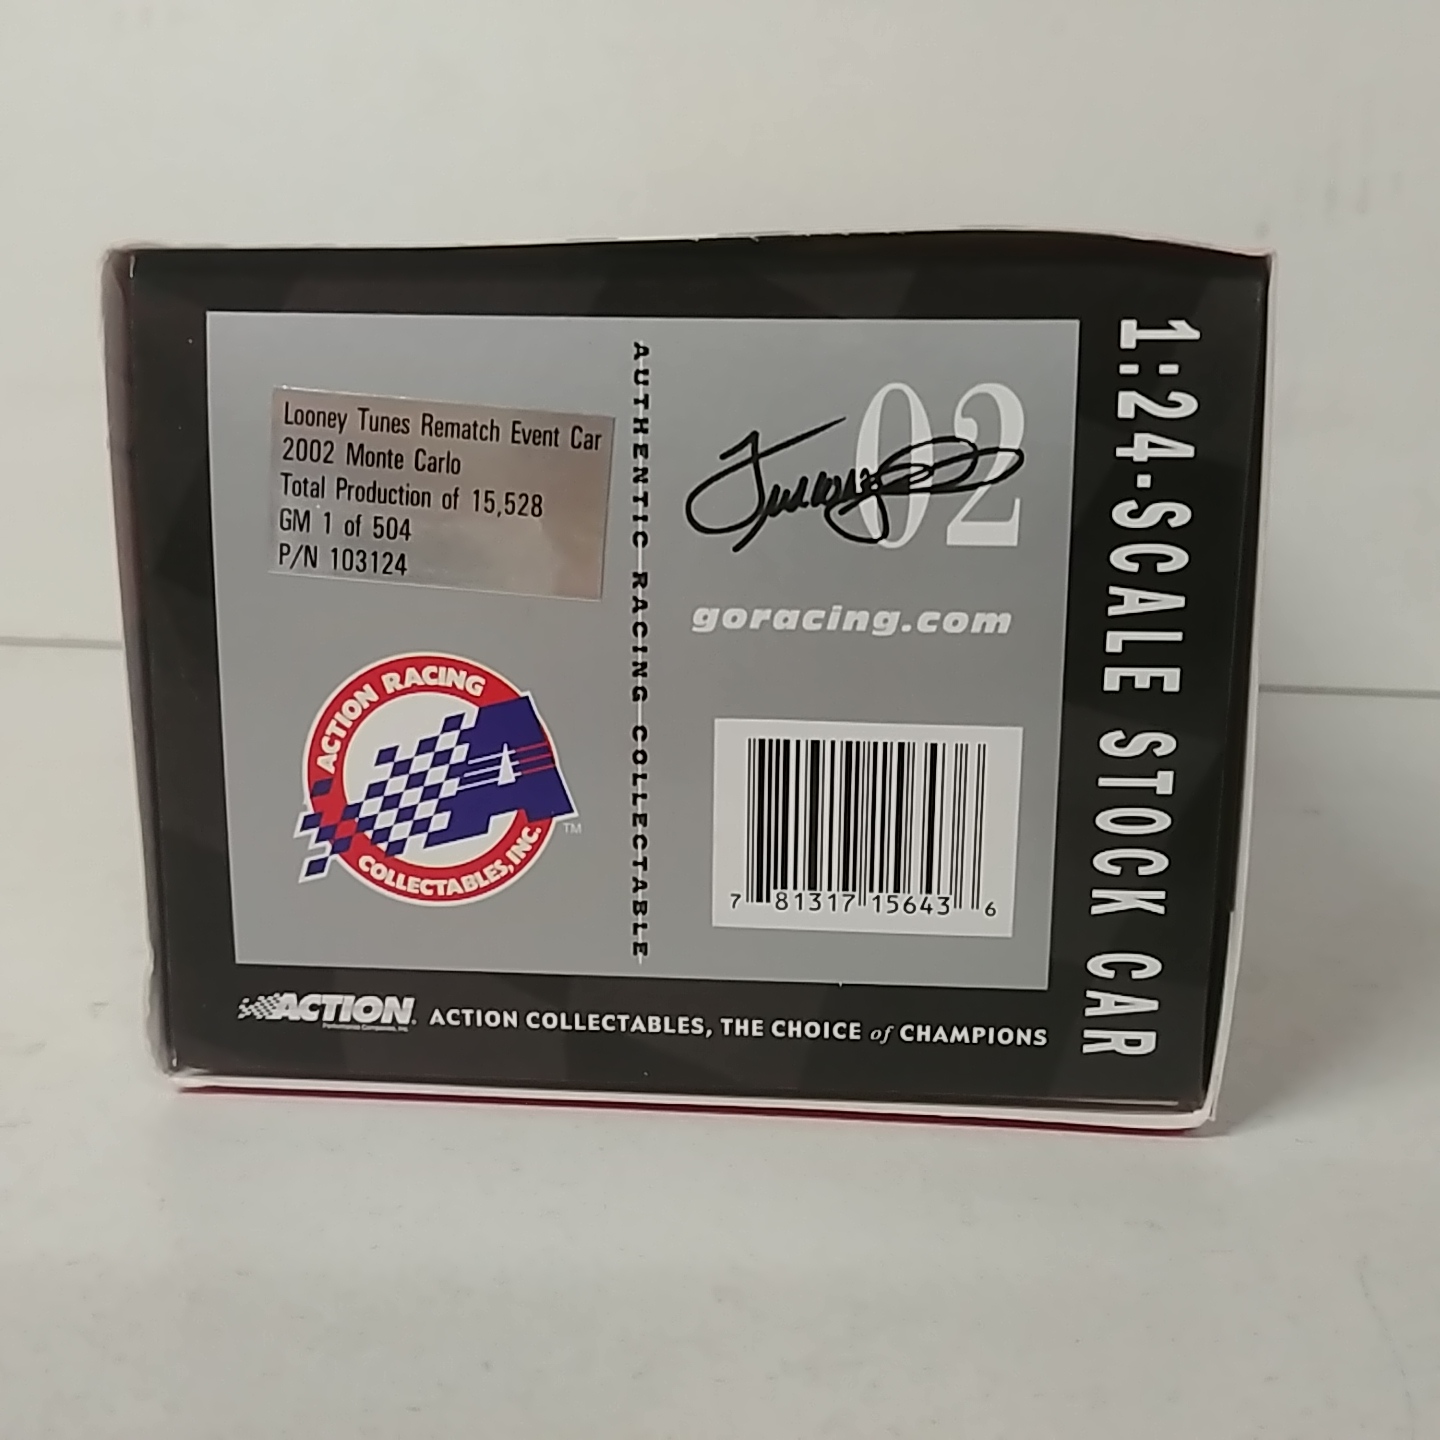 Looney Tunes Rematch Event Car
2002 Monte Carlo
Total Production of 15,528
GM 1 of 504
P/N 103124
ACTION RACING
COLLECTABLES, INC.
TM
AUTHENTIC RACING COLLECTABLE
02
goracing.com
7 81317 15643 6
1:24-SCALE STOCK CAR
ACTION
ACTION COLLECTABLES, THE CHOICE of CHAMPIONS